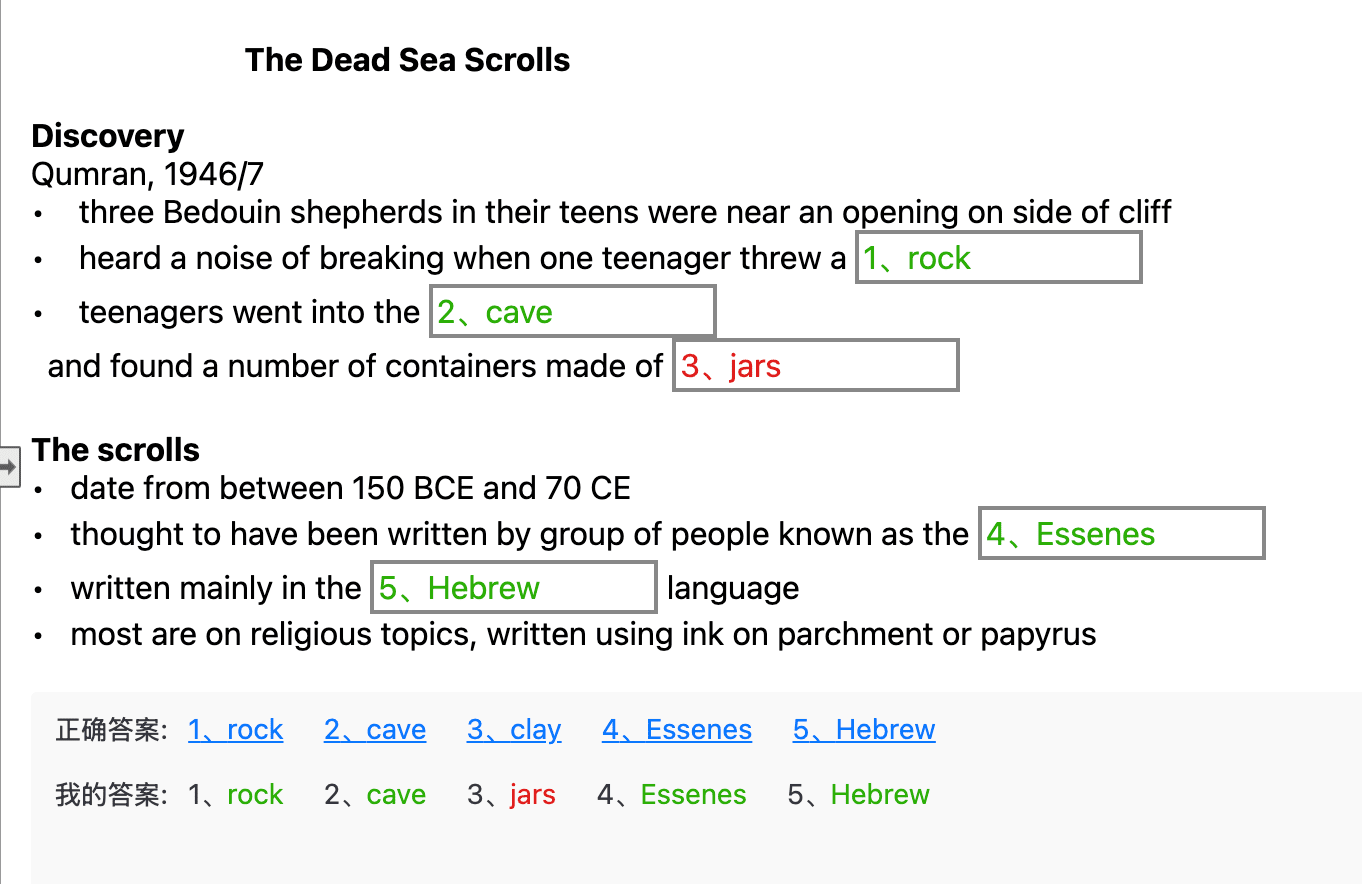 The Dead Sea Scrolls
Discovery
Qumran, 1946/7
• three Bedouin shepherds in their teens were near an opening on side of cliff
• heard a noise of breaking when one teenager threw a 1、rock
• teenagers went into the 2、cave
and found a number of containers made of 3、jars
The scrolls
• date from between 150 BCE and 70 CE
• thought to have been written by group of people known as the 4、Essenes
• written mainly in the 5、Hebrew language
• most are on religious topics, written using ink on parchment or papyrus
正确答案: 1、rock 2、cave 3、clay 4、Essenes 5、Hebrew
我的答案: 1、rock 2、cave 3、jars 4、Essenes 5、Hebrew